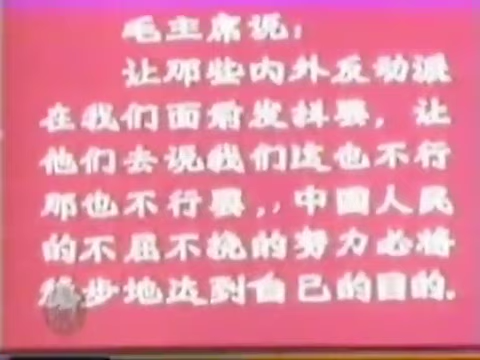 毛主席说：
让那些内外反动派
在我们面前发抖罢，让
他们去说我们这也不行
那也不行罢，，中国人民
的不屈不挠的努力必将
稳步地达到自己的目的。